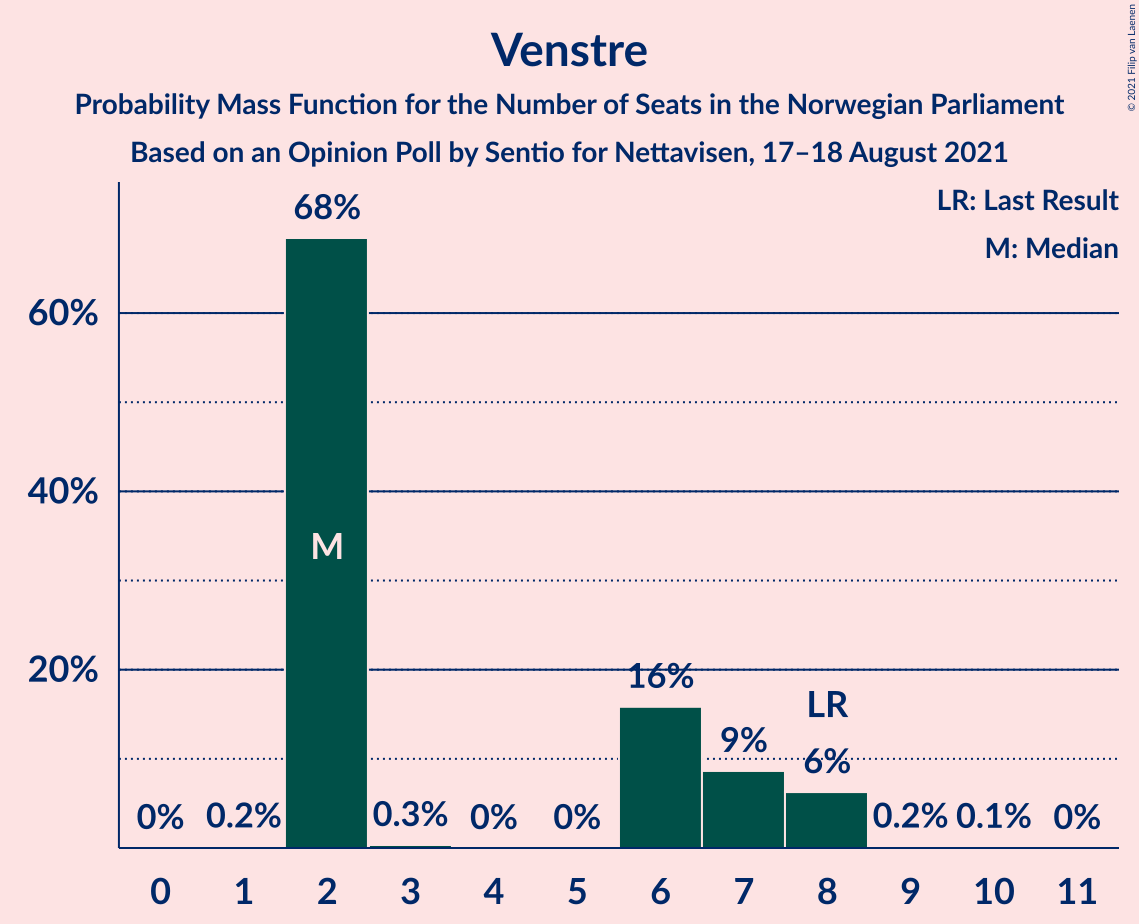 © 2021 Filip van Laenen
Venstre
Probability Mass Function for the Number of Seats in the Norwegian Parliament
Based on an Opinion Poll by Sentio for Nettavisen, 17–18 August 2021
LR: Last Result
M: Median
68%
60%
40%
M
20%
16%
LR
9%
6%
0%
0.2%
0.3%
0%
0%
0.2%
0.1%
0%
0 1 2 3 4 5 6 7 8 9 10 11